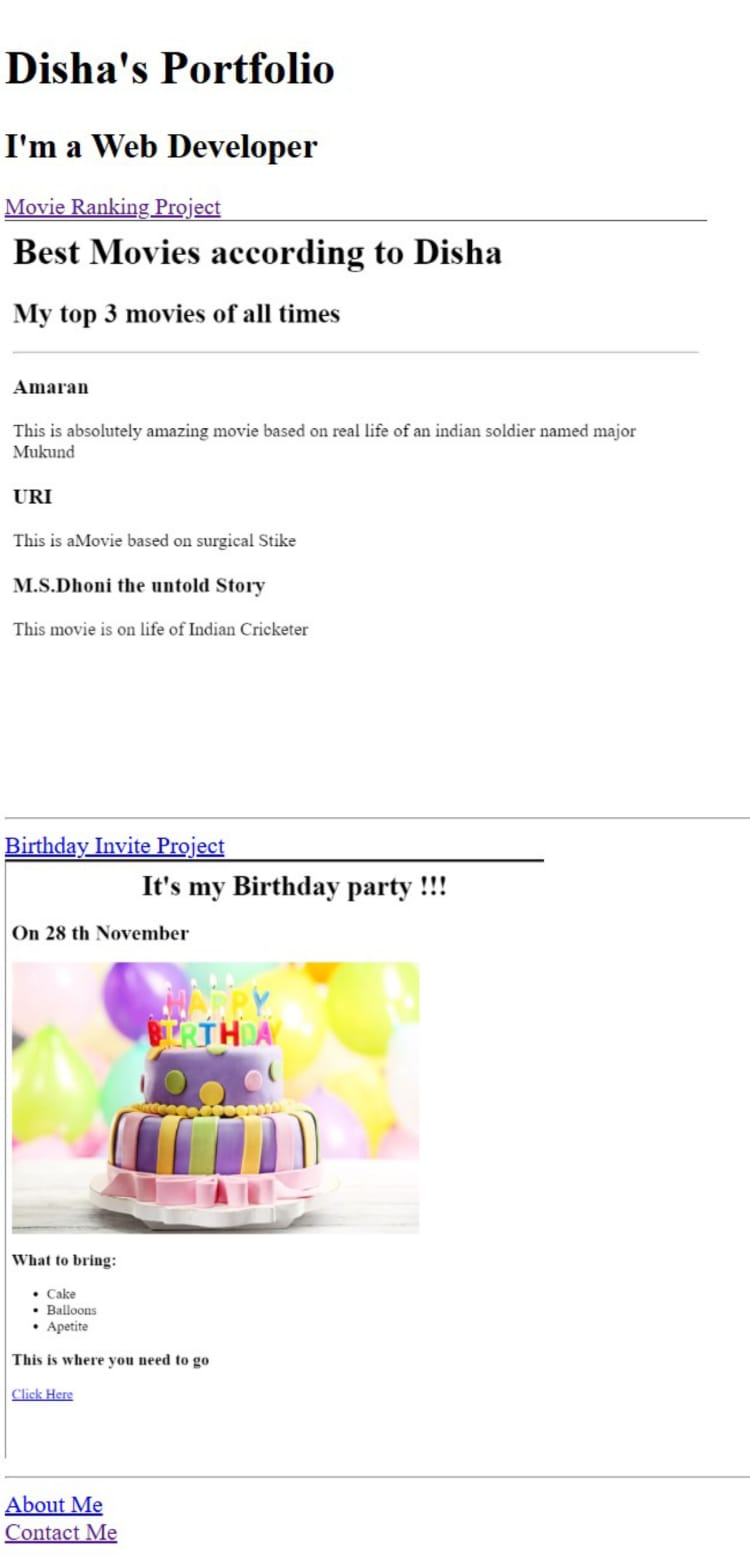 Disha's Portfolio
I'm a Web Developer
Movie Ranking Project
Best Movies according to Disha
My top 3 movies of all times
Amaran
This is absolutely amazing movie based on real life of an indian soldier named major
Mukund
URI
This is aMovie based on surgical Stike
M.S.Dhoni the untold Story
This movie is on life of Indian Cricketer
Birthday Invite Project
It's my Birthday party !!!
On 28 th November
HAPPY
BIRTHDAY
What to bring:
• Cake
• Balloons
• Apetite
This is where you need to go
Click Here
About Me
Contact Me